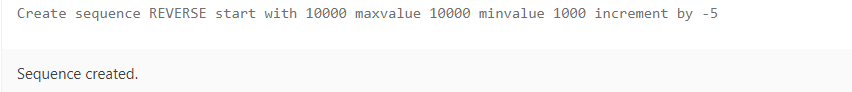 Create sequence REVERSE start with 10000 maxvalue 10000 minvalue 1000 increment by -5
Sequence created.